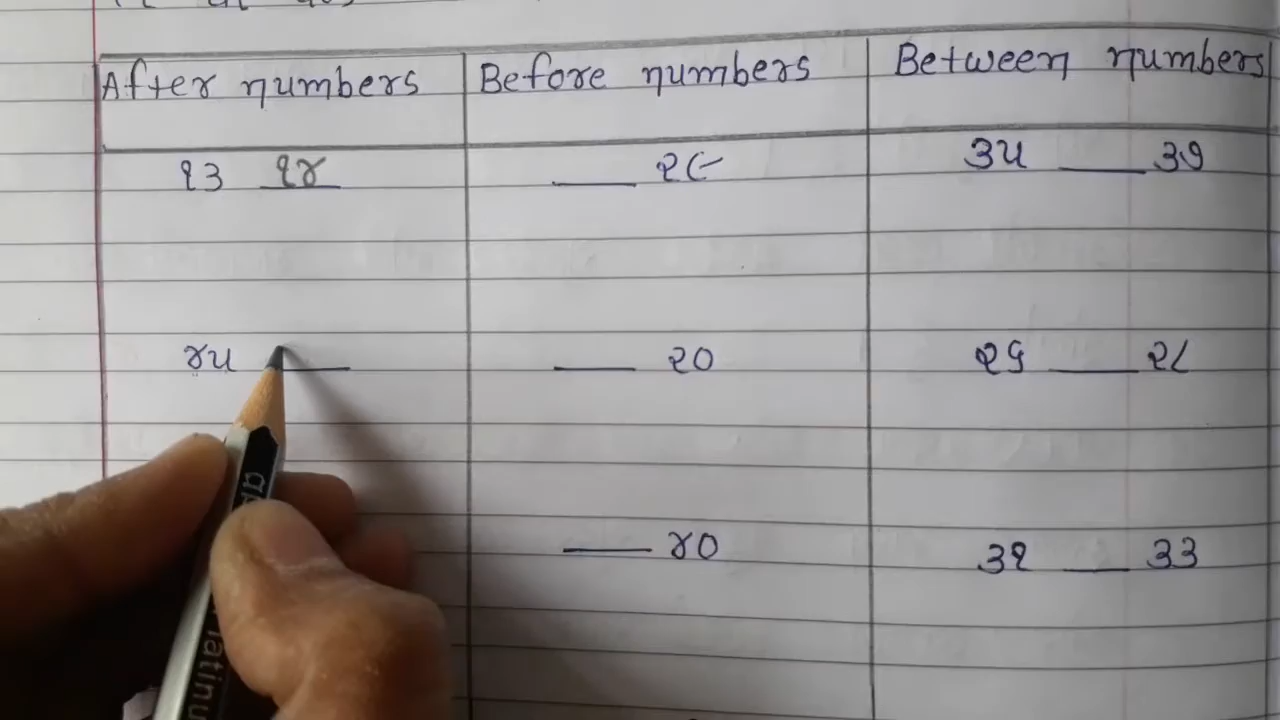 After numbers Before numbers Between numbers
૧૩ ૧૪ ___ ૨૯ ૩૫ ___ ૩૭
૪૫ ___ ___ ૨૦ ૨૬ ___ ૨૮
___ ૪૦ ૩૧ ___ ૩૩